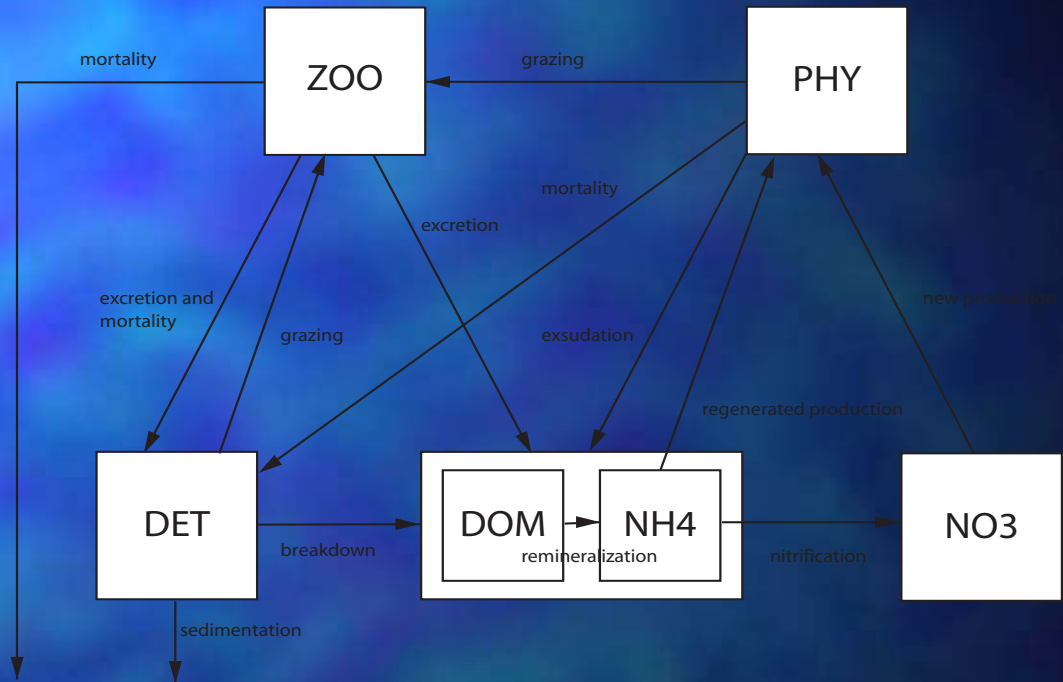 mortality
ZOO
grazing
PHY
mortality
excretion
excretion and
mortality
grazing
exsudation
new production
regenerated production
DET
DOM
NH4
NO3
breakdown
remineralization
nitrification
sedimentation